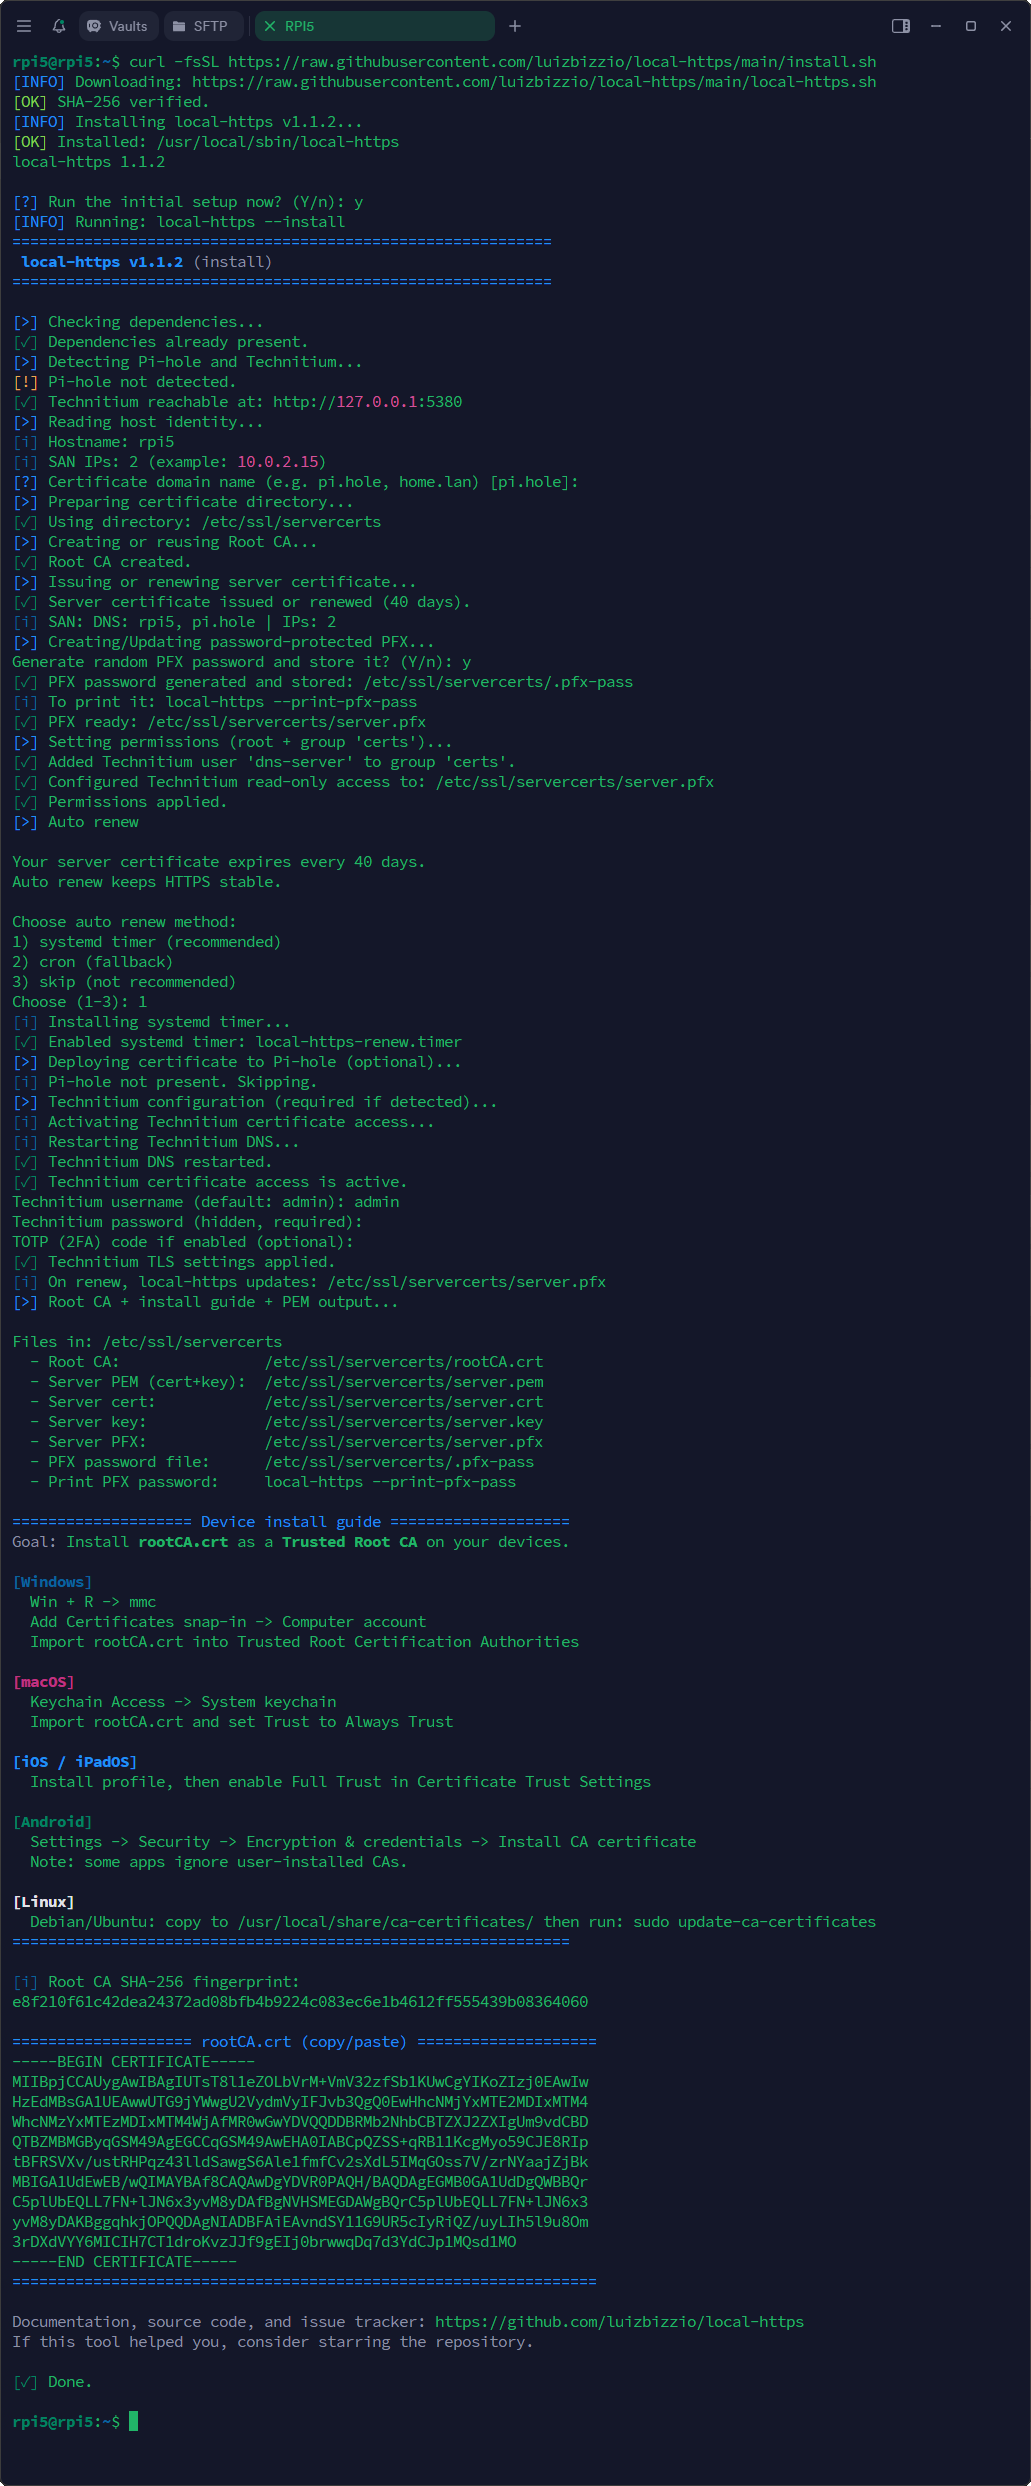 Vaults
SFTP
RPI5
rpi5@rpi5:~$ curl -fsSL https://raw.githubusercontent.com/luizbizzio/local-https/main/install.sh
[INFO] Downloading: https://raw.githubusercontent.com/luizbizzio/local-https/main/local-https.sh
[OK] SHA-256 verified.
[INFO] Installing local-https v1.1.2...
[OK] Installed: /usr/local/sbin/local-https
local-https 1.1.2
[?] Run the initial setup now? (Y/n): y
[INFO] Running: local-https --install
============================================================
local-https v1.1.2 (install)
============================================================
[>] Checking dependencies...
[✓] Dependencies already present.
[>] Detecting Pi-hole and Technitium...
[!] Pi-hole not detected.
[✓] Technitium reachable at: http://127.0.0.1:5380
[>] Reading host identity...
[i] Hostname: rpi5
[i] SAN IPs: 2 (example: 10.0.2.15)
[?] Certificate domain name (e.g. pi.hole, home.lan) [pi.hole]:
[>] Preparing certificate directory...
[✓] Using directory: /etc/ssl/servercerts
[>] Creating or reusing Root CA...
[✓] Root CA created.
[>] Issuing or renewing server certificate...
[✓] Server certificate issued or renewed (40 days).
[i] SAN: DNS: rpi5, pi.hole | IPs: 2
[>] Creating/Updating password-protected PFX...
Generate random PFX password and store it? (Y/n): y
[✓] PFX password generated and stored: /etc/ssl/servercerts/.pfx-pass
[i] To print it: local-https --print-pfx-pass
[✓] PFX ready: /etc/ssl/servercerts/server.pfx
[>] Setting permissions (root + group 'certs')...
[✓] Added Technitium user 'dns-server' to group 'certs'.
[✓] Configured Technitium read-only access to: /etc/ssl/servercerts/server.pfx
[✓] Permissions applied.
[>] Auto renew
Your server certificate expires every 40 days.
Auto renew keeps HTTPS stable.
Choose auto renew method:
1) systemd timer (recommended)
2) cron (fallback)
3) skip (not recommended)
Choose (1-3): 1
[i] Installing systemd timer...
[✓] Enabled systemd timer: local-https-renew.timer
[>] Deploying certificate to Pi-hole (optional)...
[i] Pi-hole not present. Skipping.
[>] Technitium configuration (required if detected)...
[i] Activating Technitium certificate access...
[i] Restarting Technitium DNS...
[✓] Technitium DNS restarted.
[✓] Technitium certificate access is active.
Technitium username (default: admin): admin
Technitium password (hidden, required):
TOTP (2FA) code if enabled (optional):
[✓] Technitium TLS settings applied.
[i] On renew, local-https updates: /etc/ssl/servercerts/server.pfx
[>] Root CA + install guide + PEM output...
Files in: /etc/ssl/servercerts
- Root CA: /etc/ssl/servercerts/rootCA.crt
- Server PEM (cert+key): /etc/ssl/servercerts/server.pem
- Server cert: /etc/ssl/servercerts/server.crt
- Server key: /etc/ssl/servercerts/server.key
- Server PFX: /etc/ssl/servercerts/server.pfx
- PFX password file: /etc/ssl/servercerts/.pfx-pass
- Print PFX password: local-https --print-pfx-pass
==================== Device install guide ====================
Goal: Install rootCA.crt as a Trusted Root CA on your devices.
[Windows]
Win + R -> mmc
Add Certificates snap-in -> Computer account
Import rootCA.crt into Trusted Root Certification Authorities
[macOS]
Keychain Access -> System keychain
Import rootCA.crt and set Trust to Always Trust
[iOS / iPadOS]
Install profile, then enable Full Trust in Certificate Trust Settings
[Android]
Settings -> Security -> Encryption & credentials -> Install CA certificate
Note: some apps ignore user-installed CAs.
[Linux]
Debian/Ubuntu: copy to /usr/local/share/ca-certificates/ then run: sudo update-ca-certificates
==============================================================
[i] Root CA SHA-256 fingerprint:
e8f210f61c42dea24372ad08bfb4b9224c083ec6e1b4612ff555439b08364060
==================== rootCA.crt (copy/paste) ====================
-----BEGIN CERTIFICATE-----
MIIBpjCCAUygAwIBAgIUTsT8l1eZOLbVrM+VmV32zfSb1KUwCgYIKoZIzj0EAwIw
HzEdMBsGA1UEAwwUTG9jYWwgU2VydmVyIFJvb3QgQ0EwHhcNMjYxMTE2MDIxMTM4
WhcNMzYxMTEzMDIxMTM4WjAfMR0wGwYDVQQDDBRMb2NhbCBTZXJ2ZXIgUm9vdCBD
QTBZMBMGByqGSM49AgEGCCqGSM49AwEHA0IABCpQZSS+qRB11KcgMyo59CJE8RIp
tBFRSVXv/ustRHPqz43lldSawgS6Ale1fmfCv2sXdL5IMqGOss7V/zrNYaajZjBk
MBIGA1UdEwEB/wQIMAYBAf8CAQAwDgYDVR0PAQH/BAQDAgEGMB0GA1UdDgQWBBQr
C5plUbEQLL7FN+lJN6x3yvM8yDAfBgNVHSMEGDAWgBQrC5plUbEQLL7FN+lJN6x3
yvM8yDAKBggqhkjOPQQDAgNIADBFAiEAvndSY11G9UR5cIyRiQZ/uyLIh5l9u8Om
3rDXdVYY6MICIH7CT1droKvzJJf9gEIj0brwwqDq7d3YdCJp1MQsd1MO
-----END CERTIFICATE-----
=================================================================
Documentation, source code, and issue tracker: https://github.com/luizbizzio/local-https
If this tool helped you, consider starring the repository.
[✓] Done.
rpi5@rpi5:~$